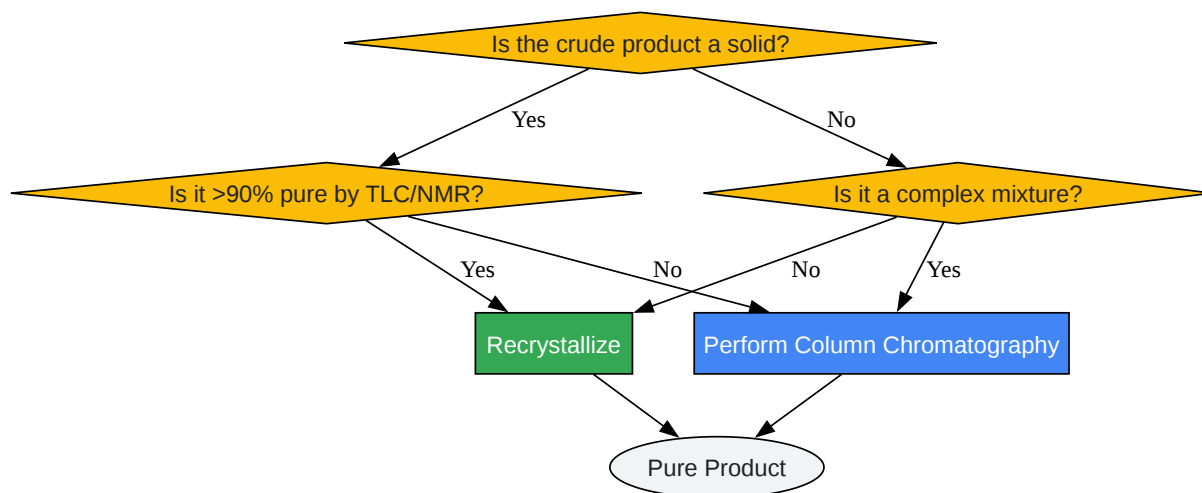 Is the crude product a solid?
Yes
No
Is it >90% pure by TLC/NMR?
Is it a complex mixture?
Yes
No
No
Yes
Recrystallize
Perform Column Chromatography
Pure Product